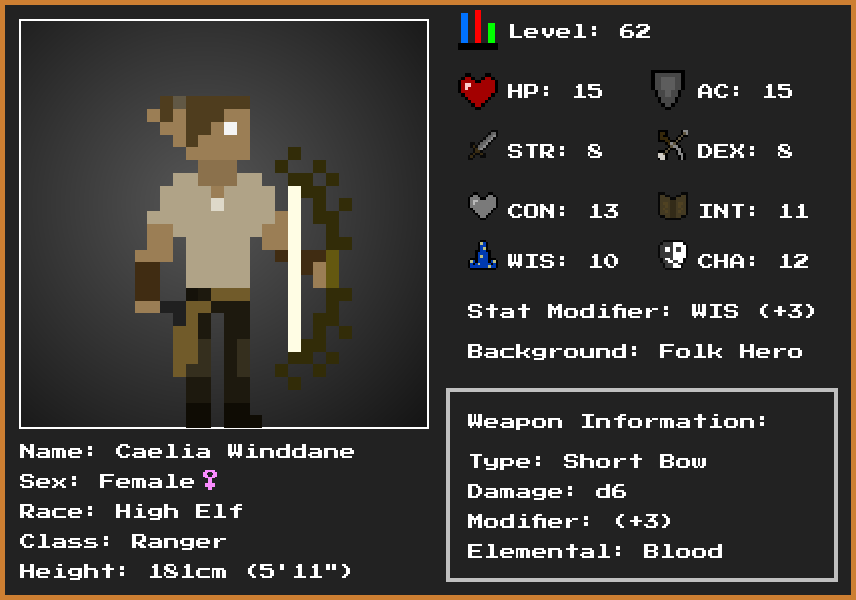 Level: 62
HP: 15 AC: 15
STR: 8 DEX: 8
CON: 13 INT: 11
WIS: 10 CHA: 12
Stat Modifier: WIS (+3)
Background: Folk Hero
Weapon Information:
Type: Short Bow
Damage: d6
Modifier: (+3)
Elemental: Blood
Name: Caelia Winddane
Sex: Female♀
Race: High Elf
Class: Ranger
Height: 181cm (5'11")